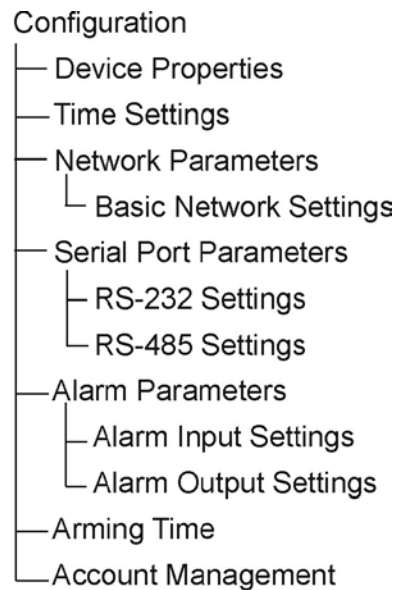 Configuration
Device Properties
Time Settings
Network Parameters
Basic Network Settings
Serial Port Parameters
RS-232 Settings
RS-485 Settings
Alarm Parameters
Alarm Input Settings
Alarm Output Settings
Arming Time
Account Management